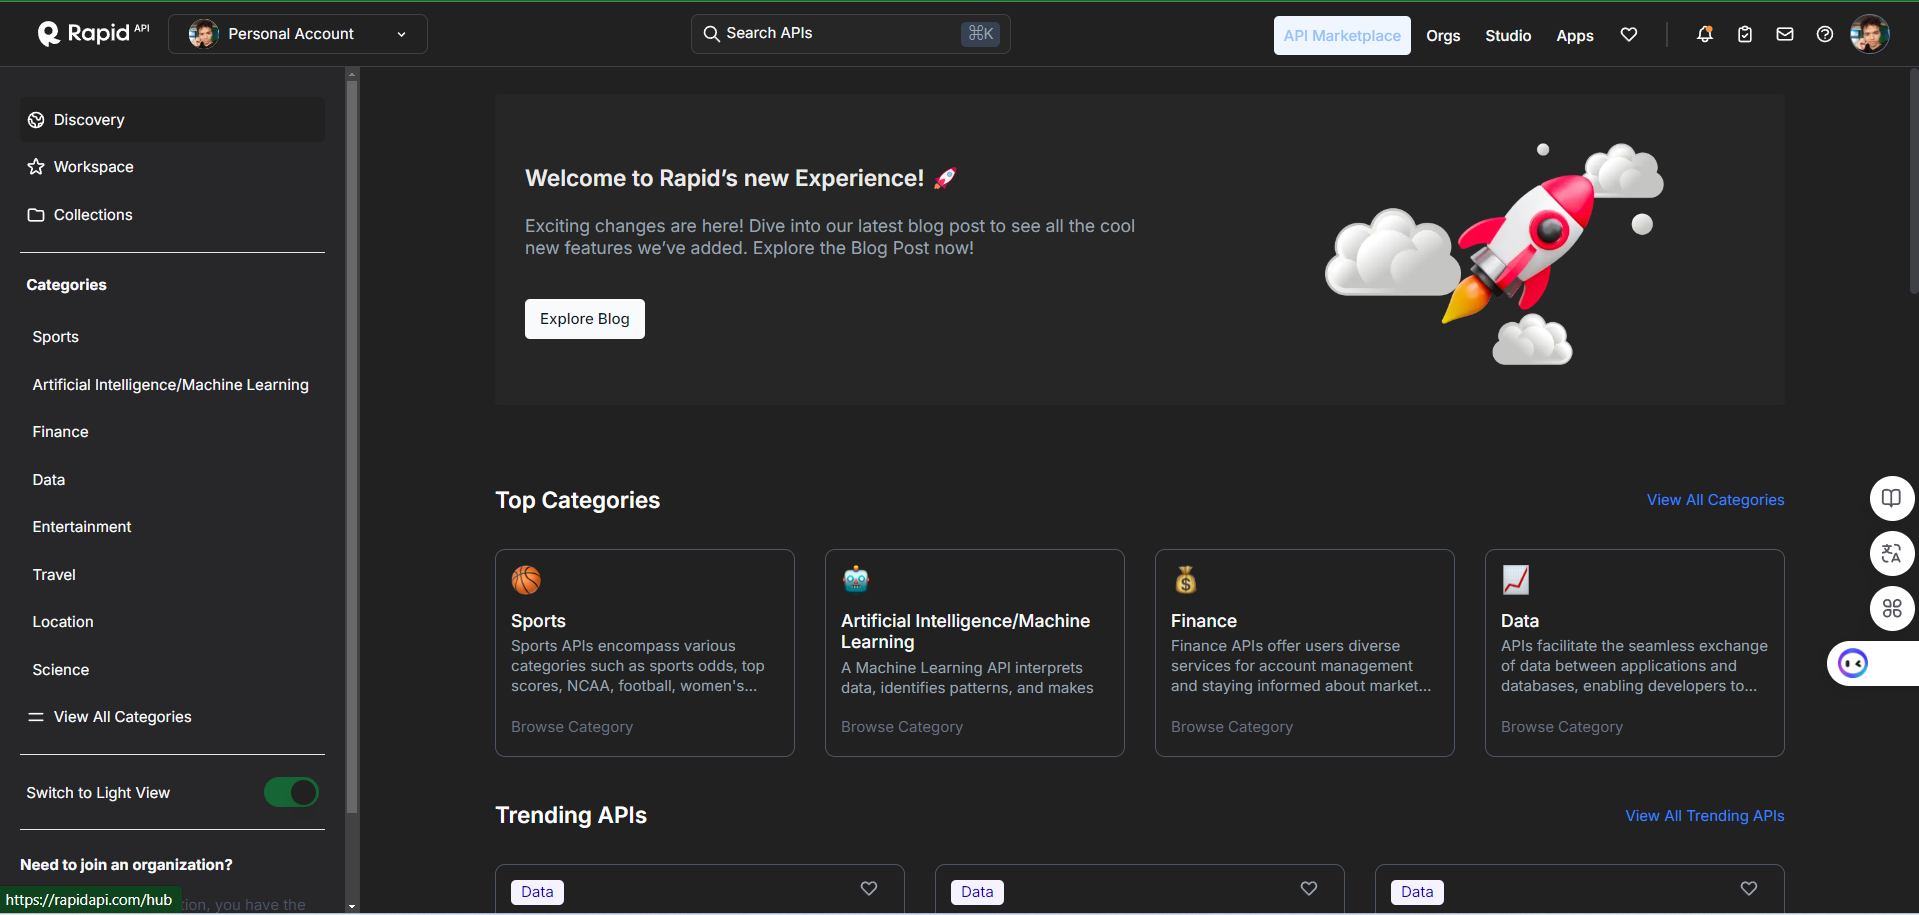 Rapid API
Personal Account
Search APIs
⌘K
API Marketplace
Orgs
Studio
Apps
Discovery
Workspace
Collections
Categories
Sports
Artificial Intelligence/Machine Learning
Finance
Data
Entertainment
Travel
Location
Science
View All Categories
Switch to Light View
Need to join an organization?
tion, you have the
https://rapidapi.com/hub
Welcome to Rapid’s new Experience! 🚀
Exciting changes are here! Dive into our latest blog post to see all the cool
new features we’ve added. Explore the Blog Post now!
Explore Blog
Top Categories
View All Categories
Sports
Sports APIs encompass various
categories such as sports odds, top
scores, NCAA, football, women's...
Browse Category
Artificial Intelligence/Machine
Learning
A Machine Learning API interprets
data, identifies patterns, and makes
Browse Category
Finance
Finance APIs offer users diverse
services for account management
and staying informed about market...
Browse Category
Data
APIs facilitate the seamless exchange
of data between applications and
databases, enabling developers to...
Browse Category
Trending APIs
View All Trending APIs
Data
Data
Data